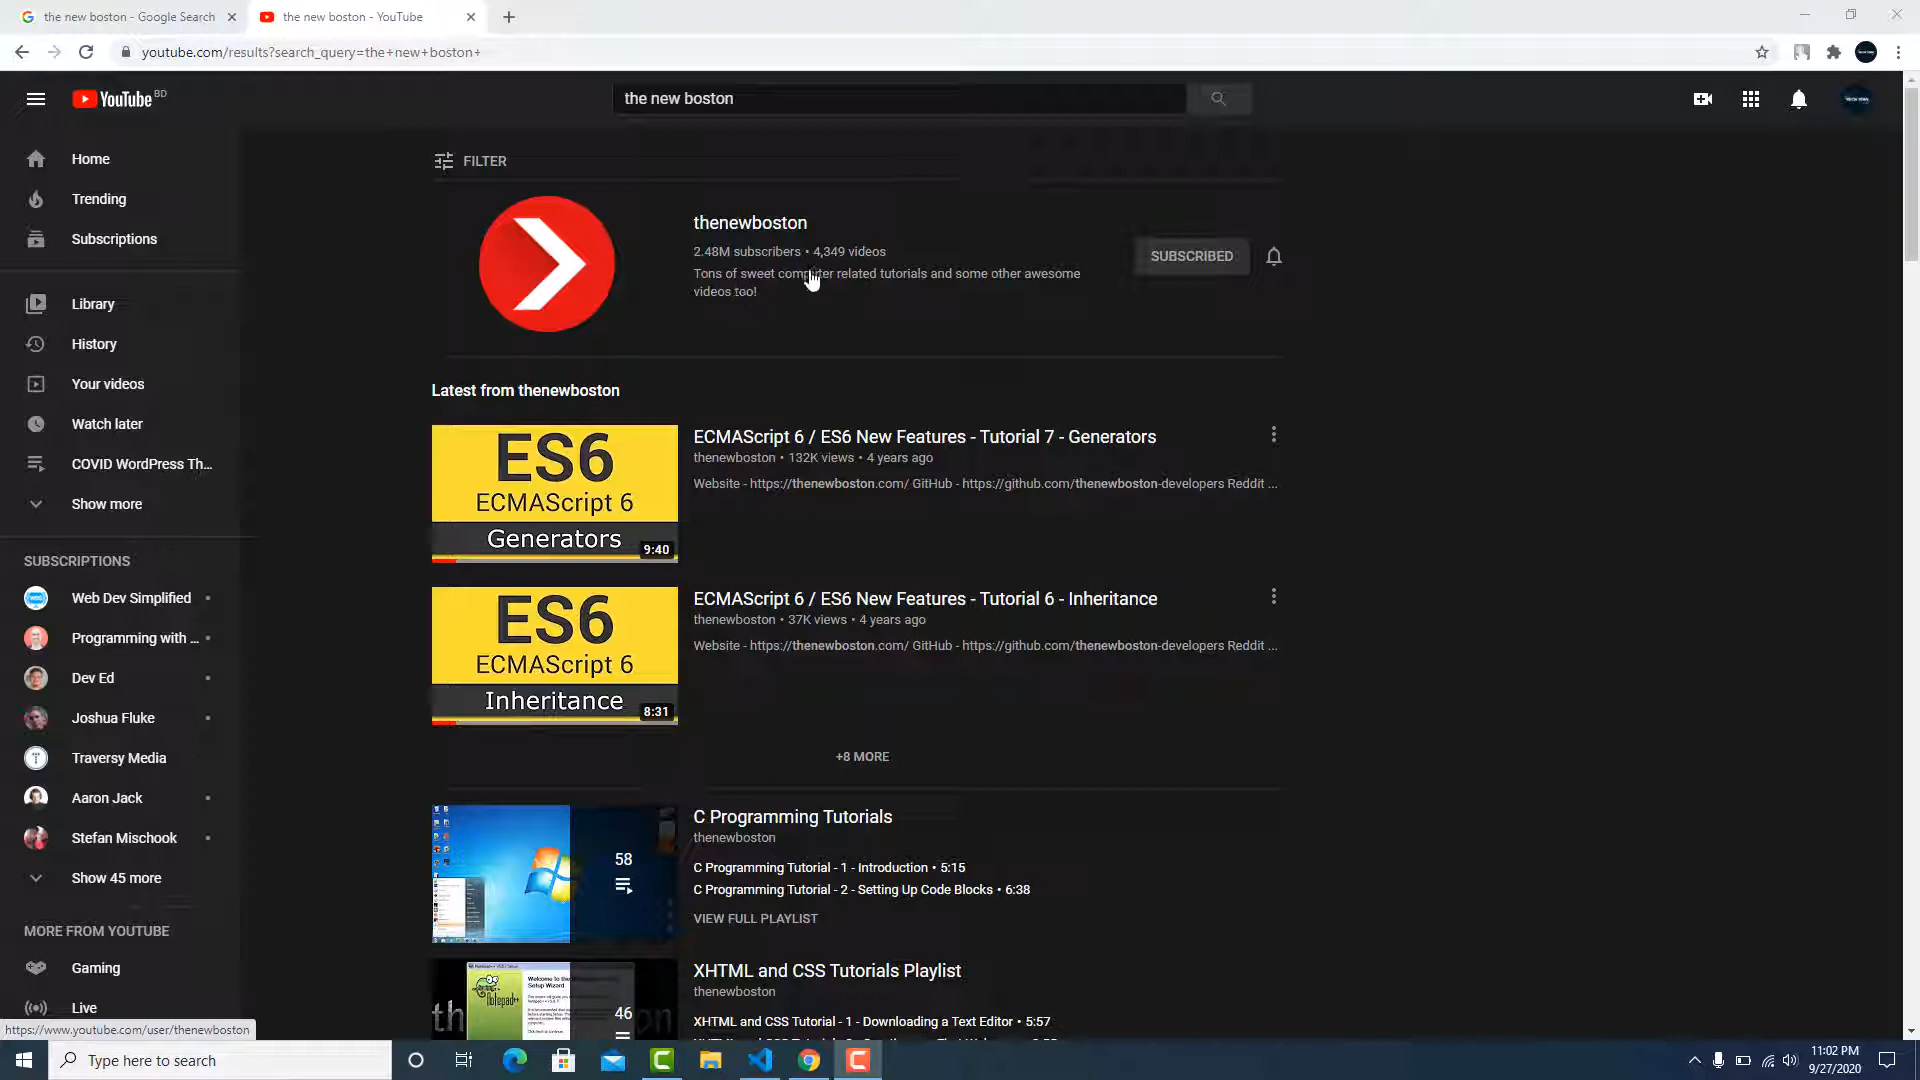 the new boston - Google Search
the new boston - YouTube
youtube.com/results?search_query=the+new+boston+
YouTube BD
the new boston
Home
Trending
Subscriptions
Library
History
Your videos
Watch later
COVID WordPress Th...
Show more
SUBSCRIPTIONS
Web Dev Simplified
Programming with ...
Dev Ed
Joshua Fluke
Traversy Media
Aaron Jack
Stefan Mischook
Show 45 more
MORE FROM YOUTUBE
Gaming
Live
https://www.youtube.com/user/thenewboston
FILTER
thenewboston
2.48M subscribers • 4,349 videos
Tons of sweet computer related tutorials and some other awesome
videos too!
SUBSCRIBED
Latest from thenewboston
ES6
ECMAScript 6
Generators
9:40
ECMAScript 6 / ES6 New Features - Tutorial 7 - Generators
thenewboston • 132K views • 4 years ago
Website - https://thenewboston.com/ GitHub - https://github.com/thenewboston-developers Reddit ...
ES6
ECMAScript 6
Inheritance
8:31
ECMAScript 6 / ES6 New Features - Tutorial 6 - Inheritance
thenewboston • 37K views • 4 years ago
Website - https://thenewboston.com/ GitHub - https://github.com/thenewboston-developers Reddit ...
+8 MORE
58
C Programming Tutorials
thenewboston
C Programming Tutorial - 1 - Introduction • 5:15
C Programming Tutorial - 2 - Setting Up Code Blocks • 6:38
VIEW FULL PLAYLIST
46
XHTML and CSS Tutorials Playlist
thenewboston
XHTML and CSS Tutorial - 1 - Downloading a Text Editor • 5:57
Type here to search
11:02 PM
9/27/2020